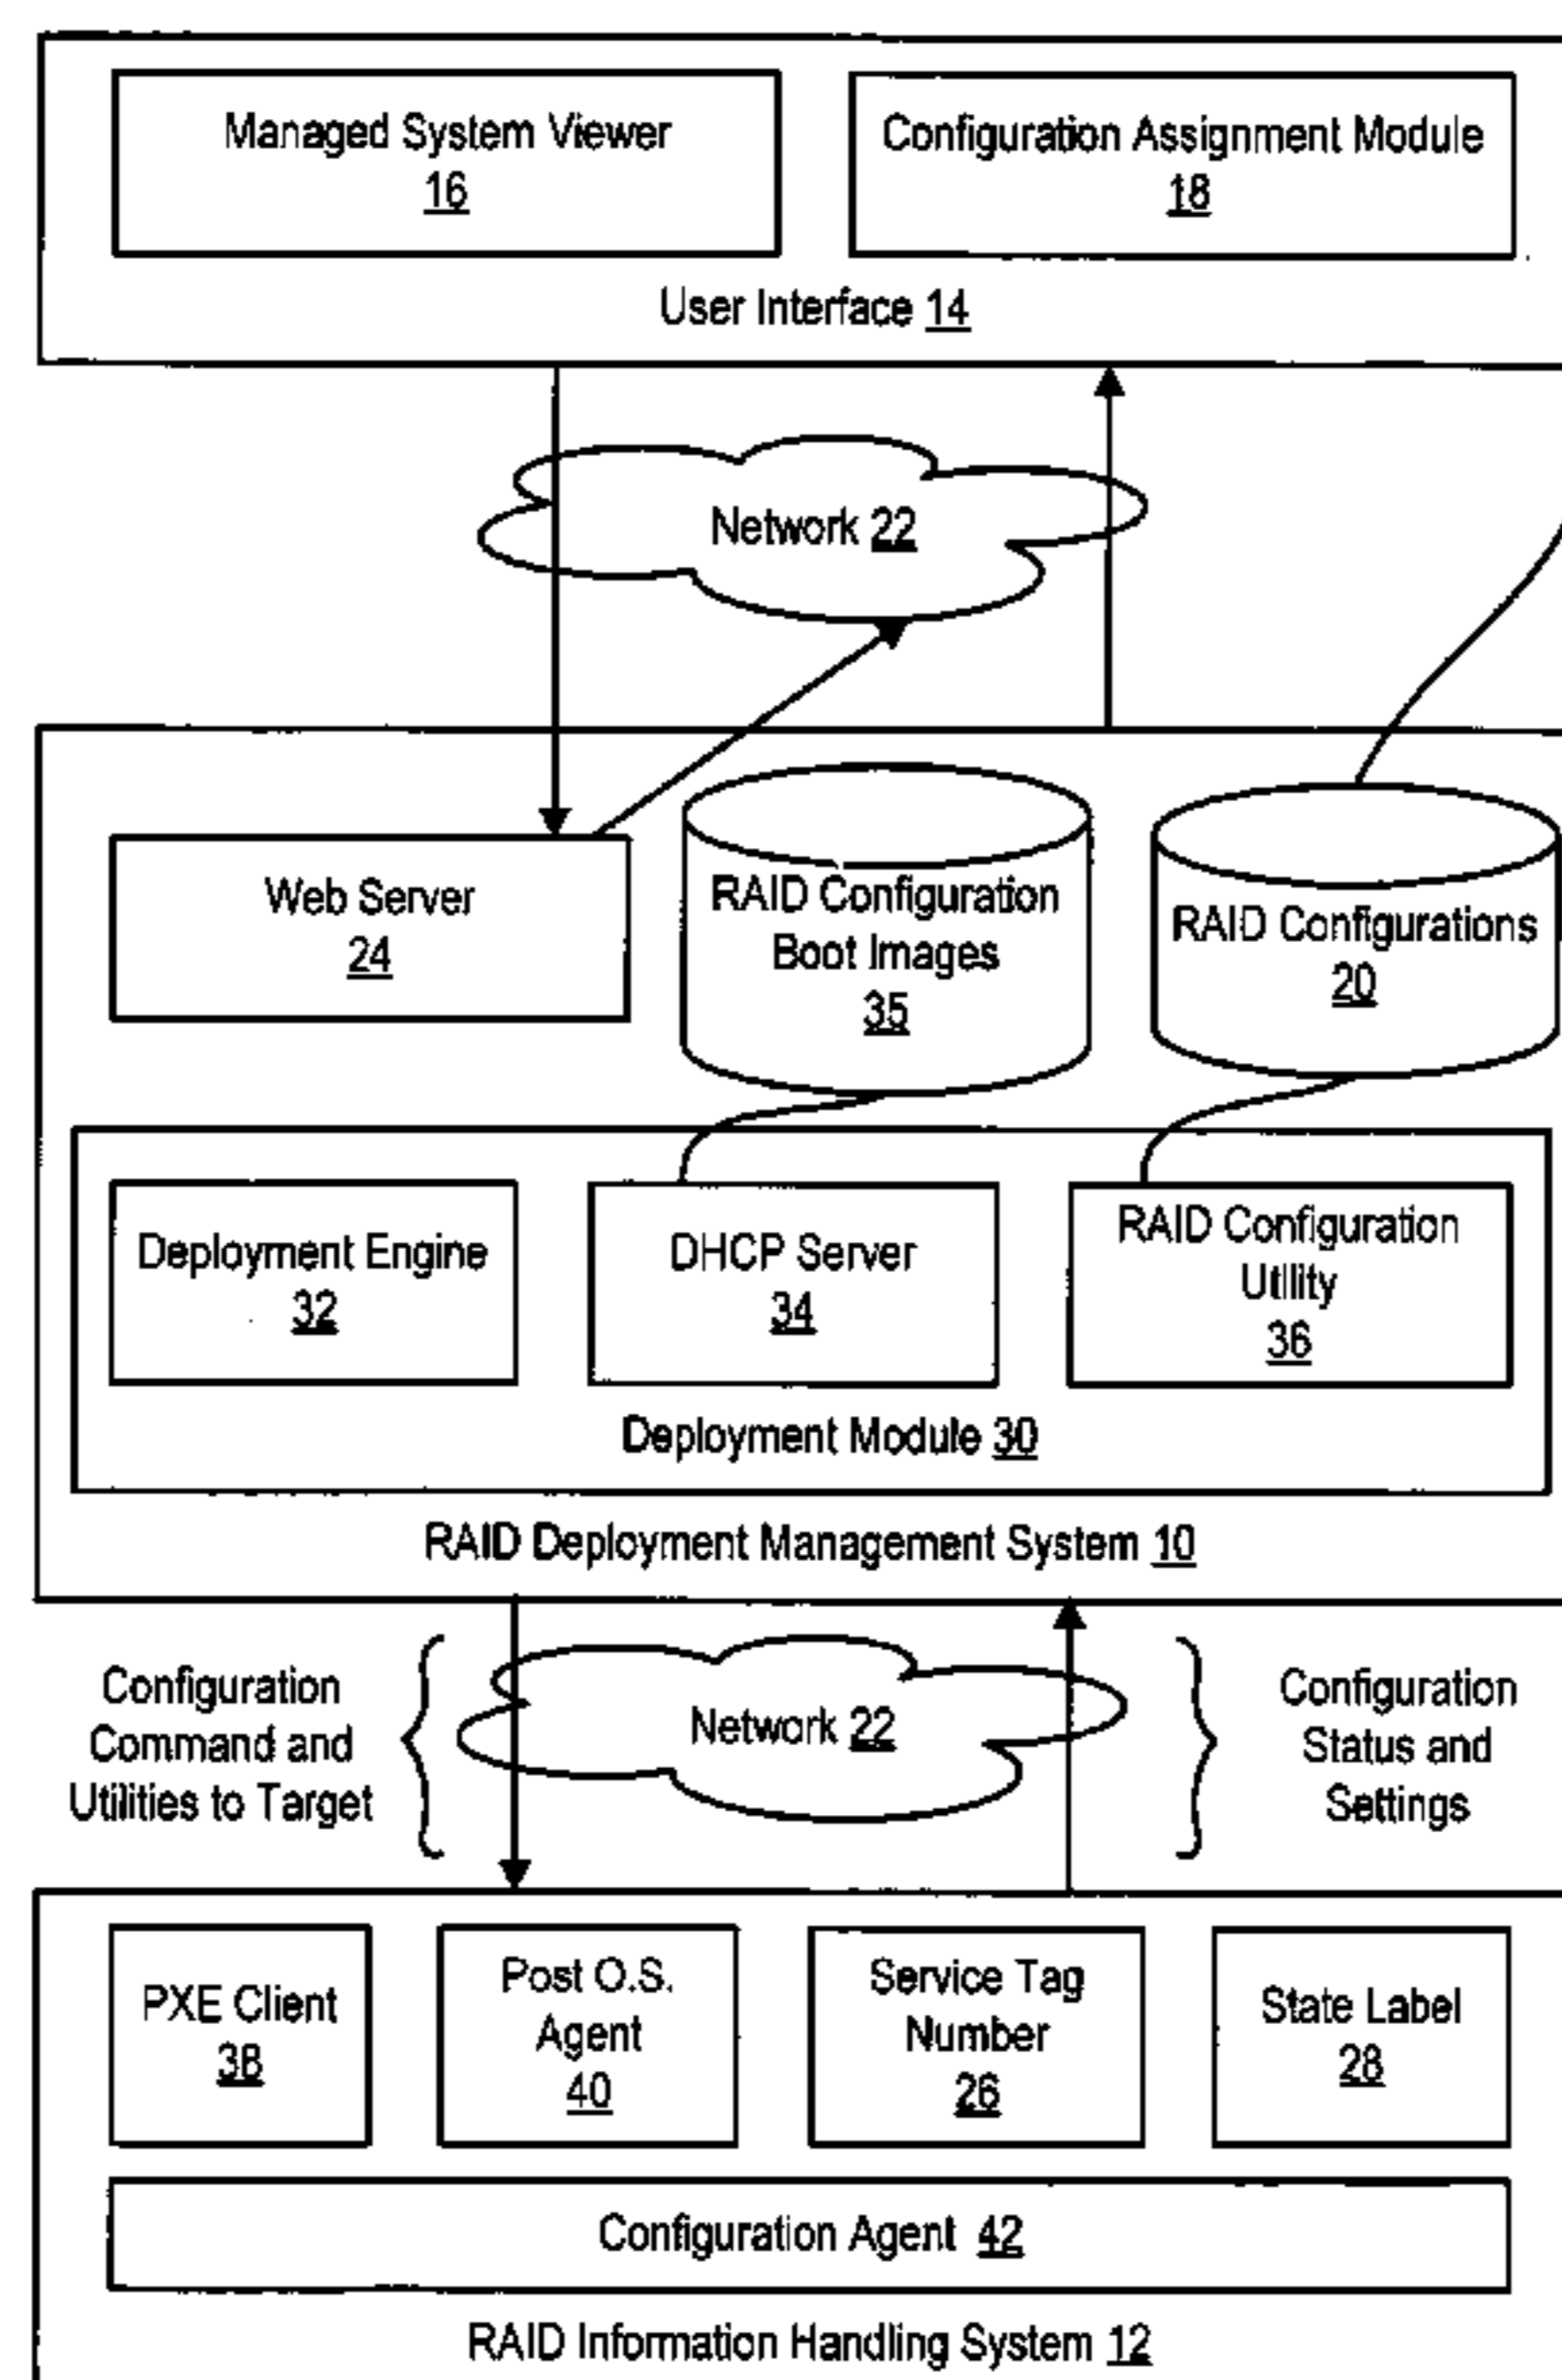 Managed System Viewer
16
Configuration Assignment Module
18
User Interface 14
Network 22
Web Server
24
RAID Configuration
Boot Images
35
RAID Configurations
20
Deployment Engine
32
DHCP Server
34
RAID Configuration
Utility
36
Deployment Module 30
RAID Deployment Management System 10
Configuration
Command and
Utilities to Target
Network 22
Configuration
Status and
Settings
PXE Client
38
Post O.S.
Agent
40
Service Tag
Number
26
State Label
28
Configuration Agent 42
RAID Information Handling System 12